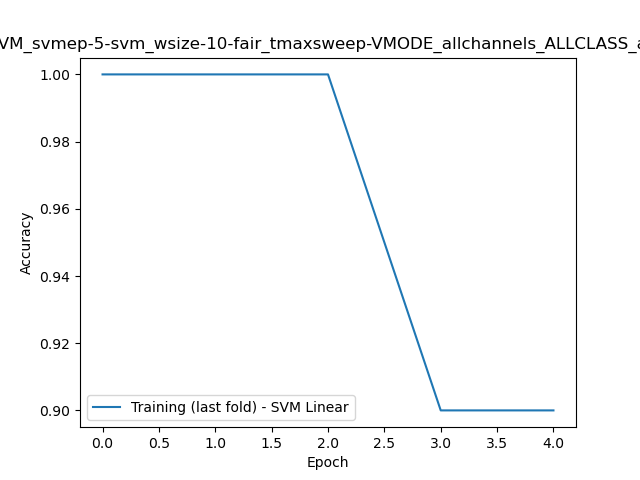 VM_svmep-5-svm_wsize-10-fair_tmaxsweep-VMODE_allchannels_ALLCLASS_a
1.00
0.98
0.96
0.94
0.92
0.90
Accuracy
Training (last fold) - SVM Linear
0.0 0.5 1.0 1.5 2.0 2.5 3.0 3.5 4.0
Epoch